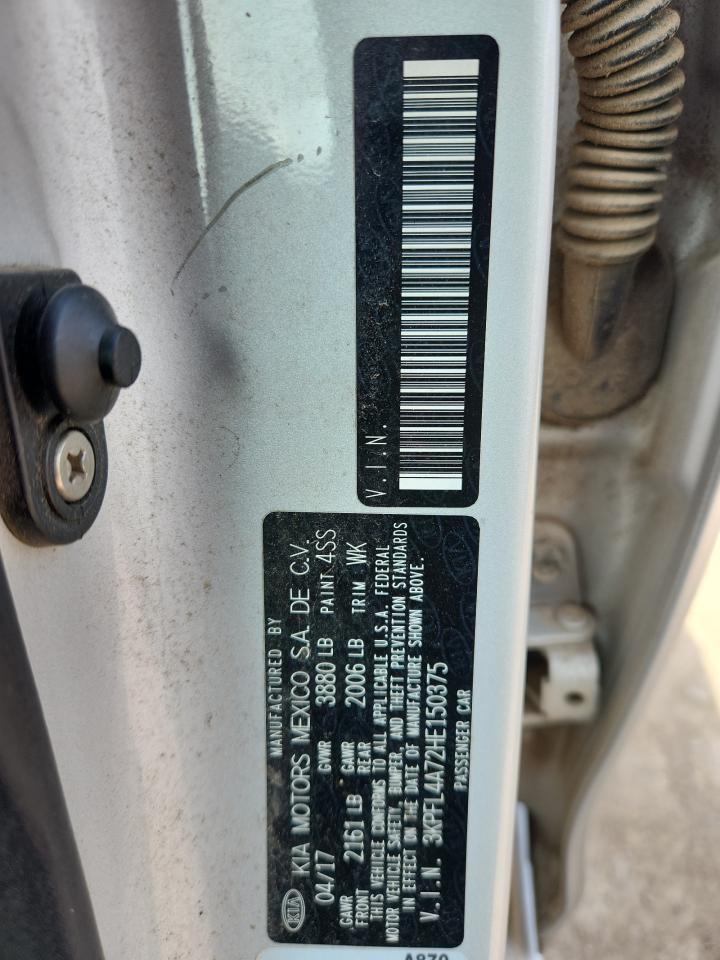 V.I.N.
MANUFACTURED BY
KIA KIA MOTORS MEXICO S.A. DE C.V.
04/17 GVWR 3880 LB PAINT 4SS
GAWR FRONT 2161 LB GAWR REAR 2006 LB TRIM WK
THIS VEHICLE CONFORMS TO ALL APPLICABLE U.S.A. FEDERAL
MOTOR VEHICLE SAFETY, BUMPER, AND THEFT PREVENTION STANDARDS
IN EFFECT ON THE DATE OF MANUFACTURE SHOWN ABOVE.
V.I.N. 3KPFL4A72HE150375
PASSENGER CAR